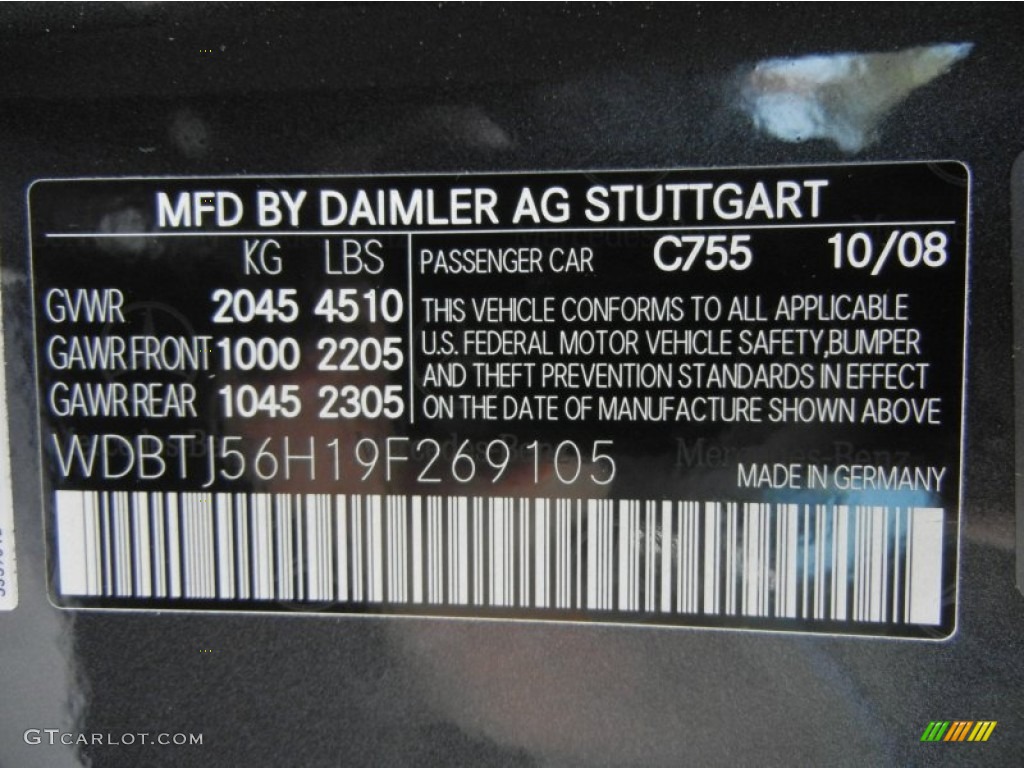 MFD BY DAIMLER AG STUTTGART
KG LBS
GVWR 2045 4510
GAWR FRONT 1000 2205
GAWR REAR 1045 2305
PASSENGER CAR C755 10/08
THIS VEHICLE CONFORMS TO ALL APPLICABLE
U.S. FEDERAL MOTOR VEHICLE SAFETY,BUMPER
AND THEFT PREVENTION STANDARDS IN EFFECT
ON THE DATE OF MANUFACTURE SHOWN ABOVE
WDBTJ56H19F269105
Mercedes-Benz
MADE IN GERMANY
GTCARLOT.COM